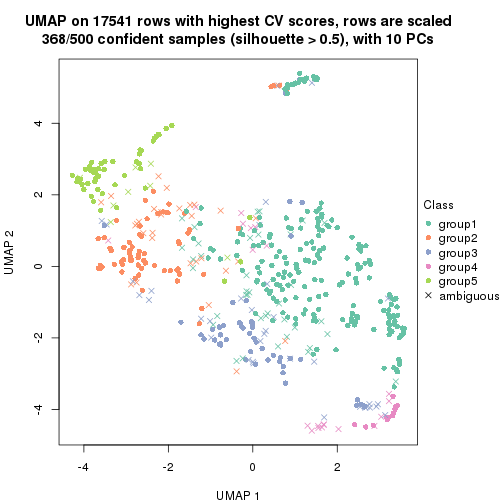 UMAP on 17541 rows with highest CV scores, rows are scaled
368/500 confident samples (silhouette > 0.5), with 10 PCs
4
2
0
-2
-4
UMAP 2
-4
-2
0
2
UMAP 1
Class
group1
group2
group3
group4
group5
ambiguous